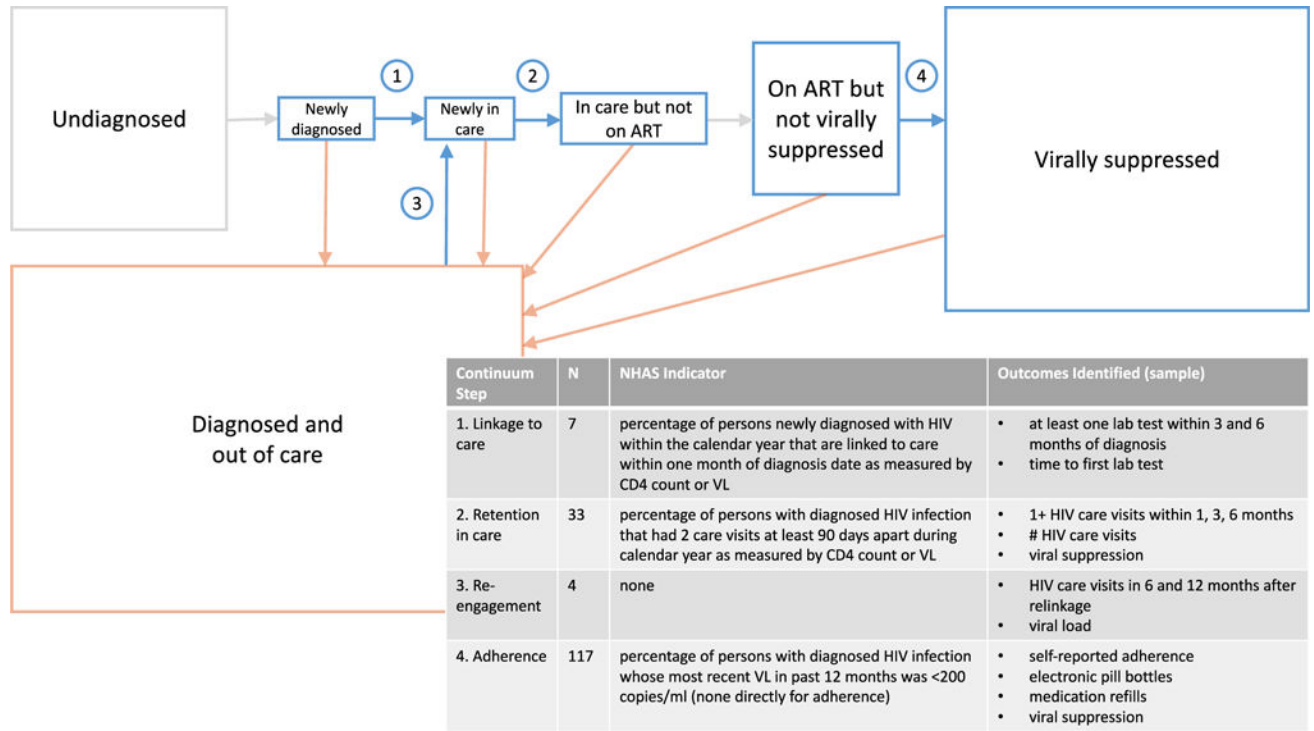 Undiagnosed
Newly
diagnosed
1
Newly in
care
2
In care but not
on ART
On ART but
not virally
suppressed
4
Virally suppressed
3
Diagnosed and
out of care
Continuum
Step
N
NHAS Indicator
Outcomes Identified (sample)
1. Linkage to
care
7
percentage of persons newly diagnosed with HIV
within the calendar year that are linked to care
within one month of diagnosis date as measured by
CD4 count or VL
• at least one lab test within 3 and 6
months of diagnosis
• time to first lab test
2. Retention
in care
33
percentage of persons with diagnosed HIV infection
that had 2 care visits at least 90 days apart during
calendar year as measured by CD4 count or VL
• 1+ HIV care visits within 1, 3, 6 months
• # HIV care visits
• viral suppression
3. Re-
engagement
4
none
• HIV care visits in 6 and 12 months after
relinkage
• viral load
4. Adherence
117
percentage of persons with diagnosed HIV infection
whose most recent VL in past 12 months was <200
copies/ml (none directly for adherence)
• self-reported adherence
• electronic pill bottles
• medication refills
• viral suppression